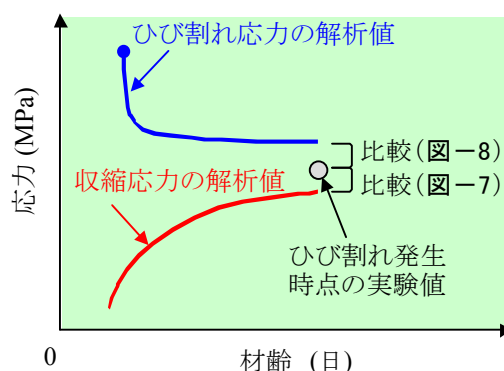 ひび割れ応力の解析値
応力(MPa)
比較(図－8)
比較(図－7)
収縮応力の解析値
ひび割れ発生
時点の実験値
0
材齢 (日)